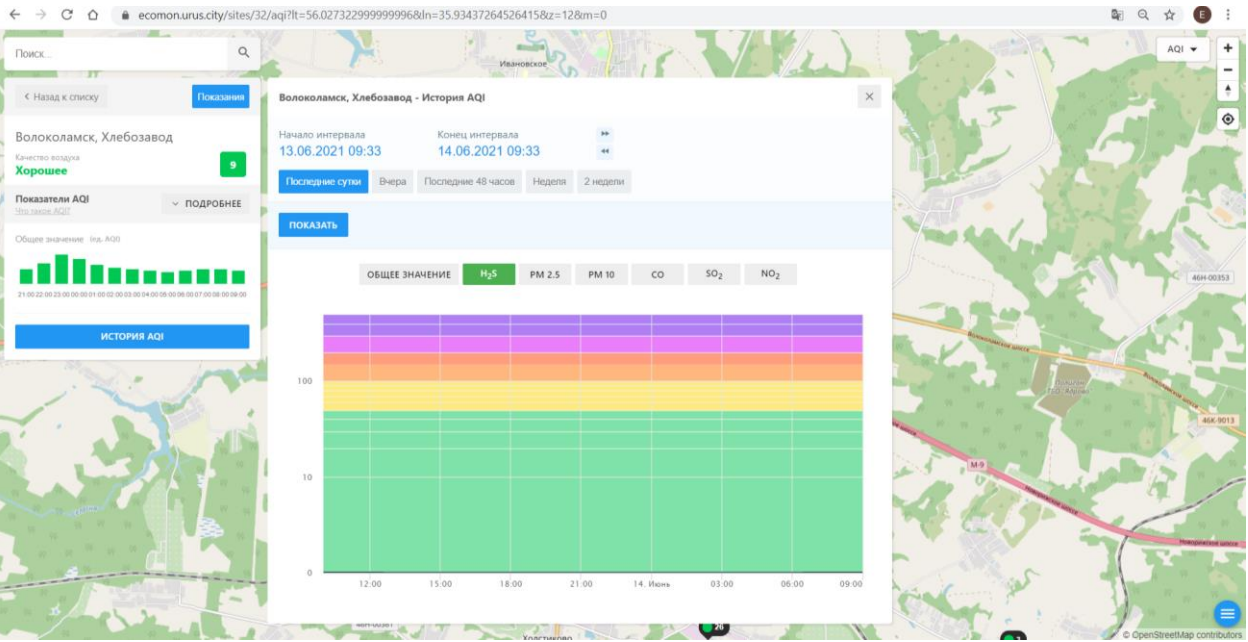 ecomon.urus.city/sites/32/aqi?lt=56.027322999999996&ln=35.93437264526415&z=12&m=0
E
Поиск...
Назад к списку
Показания
Волоколамск, Хлебозавод
Качество воздуха
Хорошее
9
Показатели AQI
Что такое AQI?
ПОДРОБНЕЕ
Общее значение (ед. AQI)
21:00 22:00 23:00 00:00 01:00 02:00 03:00 04:00 05:00 06:00 07:00 08:00 09:00
ИСТОРИЯ AQI
Ивановское
Волоколамск, Хлебозавод - История AQI
Начало интервала
Конец интервала
13.06.2021 09:33
14.06.2021 09:33
Последние сутки Вчера Последние 48 часов Неделя 2 недели
ПОКАЗАТЬ
ОБЩЕЕ ЗНАЧЕНИЕ H₂S PM 2.5 PM 10 CO SO₂ NO₂
100
10
0
12:00 15:00 18:00 21:00 14. Июнь 03:00 06:00 09:00
AQI
46Н-00353
Волоколамское шоссе
Волоколамское шоссе
46К-9013
М-9
Новорижское шоссе
Новорижское шоссе
26
Холстиково
© OpenStreetMap contributors